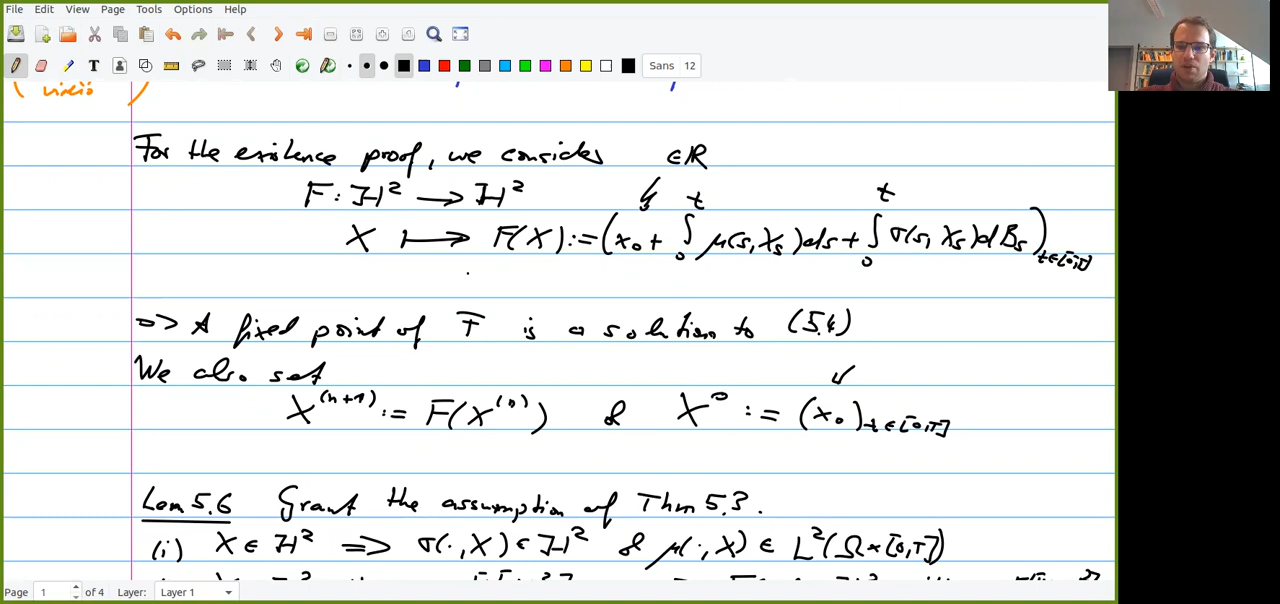 File Edit View Page Tools Options Help
Sans 12
For the existence proof, we consider ∈ℝ
F: ℋ² ⟶ ℋ²
X ⟼ F(X) := (x₀ + ∫₀ᵗ μ(s, Xₛ)ds + ∫₀ᵗ σ(s, Xₛ)dBₛ)_{t∈[0,T]}
=> A fixed point of F is a solution to (5.4)
We also set
X⁽ⁿ⁺¹⁾ := F(X⁽ⁿ⁾) & X⁰ := (x₀)_{t∈[0,T]}
Lem 5.6 Grant the assumption of Thm 5.3.
(i) X ∈ ℋ² ⟹ σ(·, X) ∈ ℋ² & μ(·, X) ∈ L²(Ω×[0,T])
Page 1 of 4 Layer: Layer 1